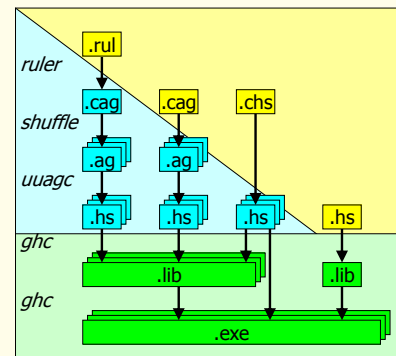 .rul
ruler
.cag .cag .chs
shuffle
.ag .ag
uuagc
.hs .hs .hs .hs
ghc
.lib .lib
ghc
.exe